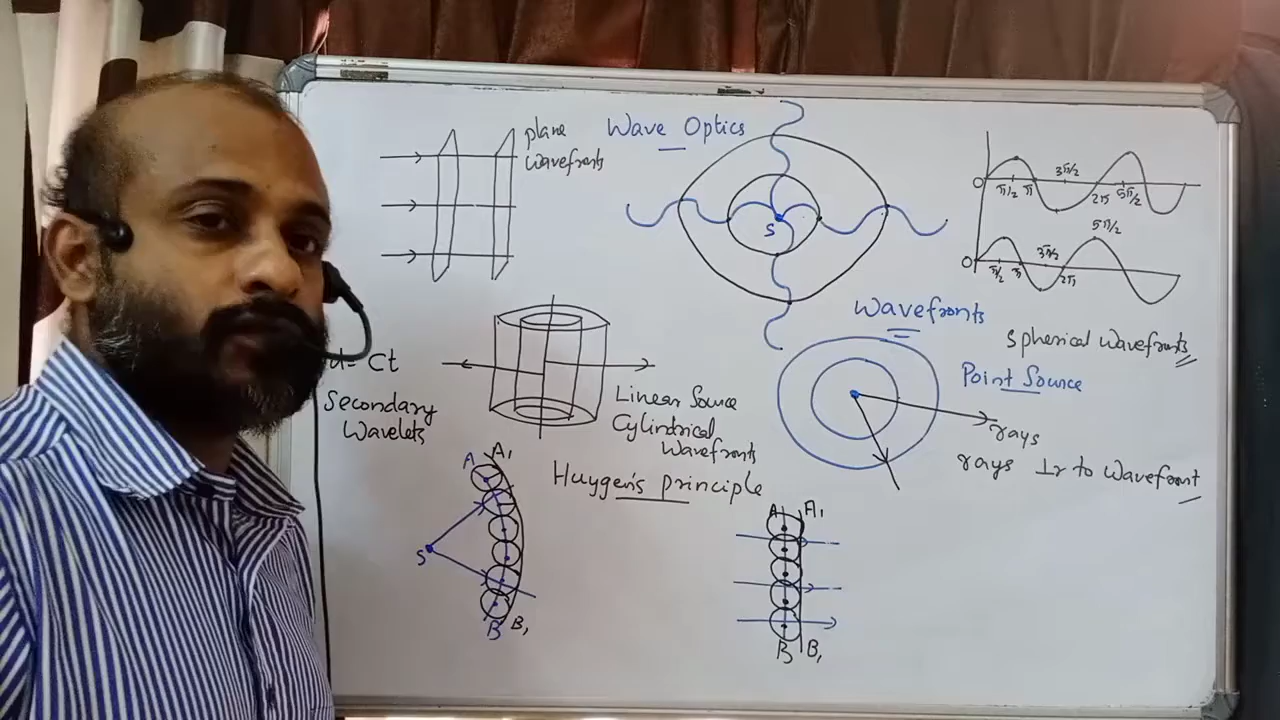 Wave Optics
plane
wavefronts
S
O
π/2 π 3π/2 2π 5π/2
O
π/2 π 3π/2 2π 5π/2
Wavefronts
Spherical Wavefronts
Point Source
rays
rays ⊥r to Wavefront
d= Ct
Secondary
Wavelets
Linear Source
Cylindrical
Wavefronts
Huygen's principle
A A₁
S
B B₁
A A₁
B B₁